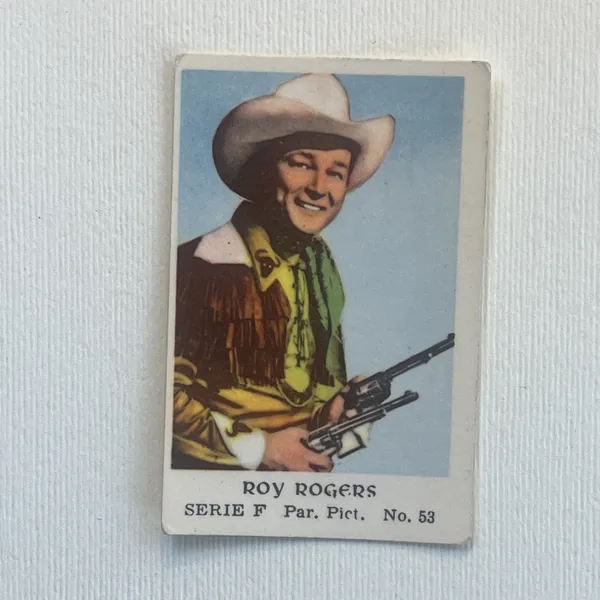 ROY ROGERS
SERIE F Par. Pict. No. 53